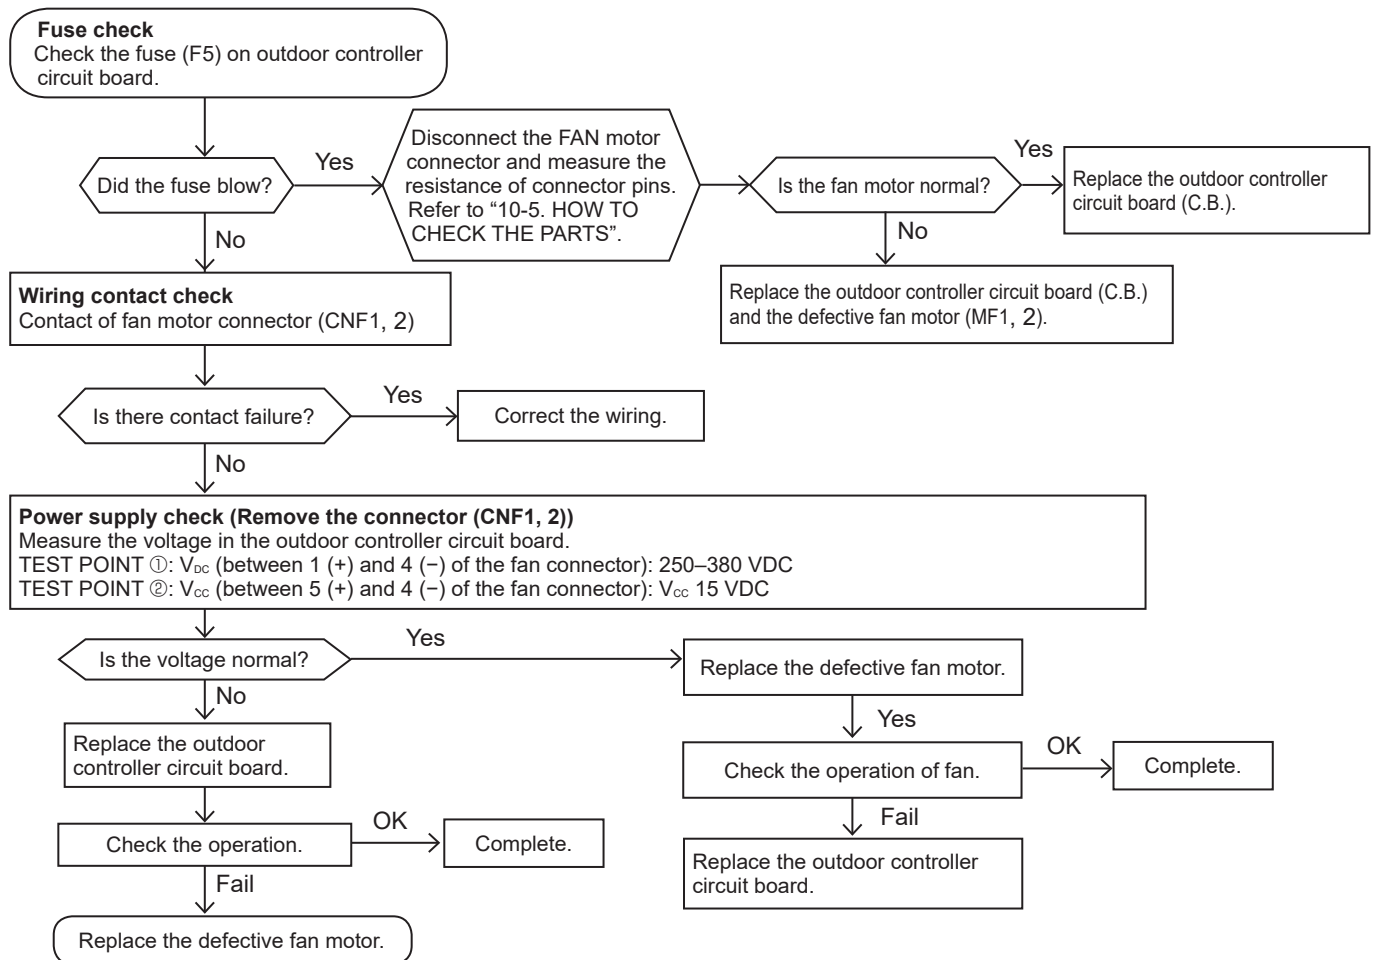 Fuse check
Check the fuse (F5) on outdoor controller
circuit board.
Did the fuse blow?
Yes
Disconnect the FAN motor
connector and measure the
resistance of connector pins.
Refer to “10-5. HOW TO
CHECK THE PARTS”.
Is the fan motor normal?
Yes
Replace the outdoor controller
circuit board (C.B.).
No
Replace the outdoor controller circuit board (C.B.)
and the defective fan motor (MF1, 2).
No
Wiring contact check
Contact of fan motor connector (CNF1, 2)
Is there contact failure?
Yes
Correct the wiring.
No
Power supply check (Remove the connector (CNF1, 2))
Measure the voltage in the outdoor controller circuit board.
TEST POINT ①: VDC (between 1 (+) and 4 (−) of the fan connector): 250–380 VDC
TEST POINT ②: VCC (between 5 (+) and 4 (−) of the fan connector): VCC 15 VDC
Is the voltage normal?
Yes
Replace the defective fan motor.
Yes
Check the operation of fan.
OK
Complete.
Fail
Replace the outdoor controller
circuit board.
No
Replace the outdoor
controller circuit board.
Check the operation.
OK
Complete.
Fail
Replace the defective fan motor.